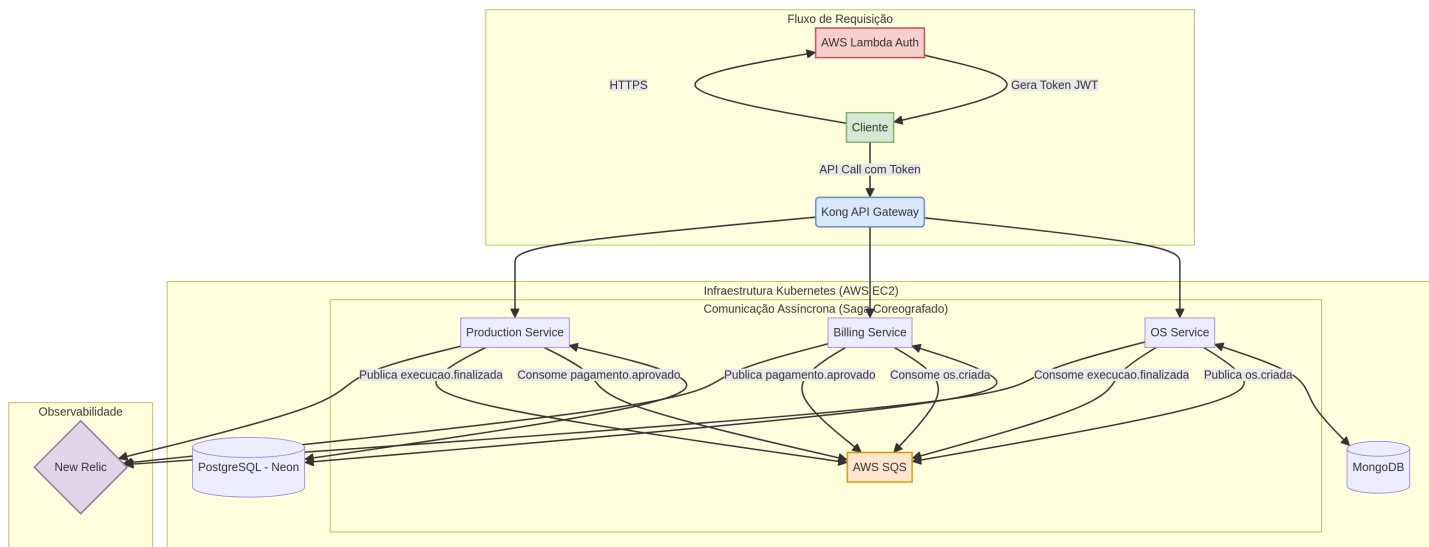 Fluxo de Requisição
AWS Lambda Auth
HTTPS
Gera Token JWT
Cliente
API Call com Token
Kong API Gateway
Infraestrutura Kubernetes (AWS EC2)
Comunicação Assíncrona (Saga Coreografado)
Production Service
Billing Service
OS Service
Publica execucao.finalizada
Consome pagamento.aprovado
Publica pagamento.aprovado
Consome os.criada
Consome execucao.finalizada
Publica os.criada
Observabilidade
New Relic
PostgreSQL - Neon
AWS SQS
MongoDB